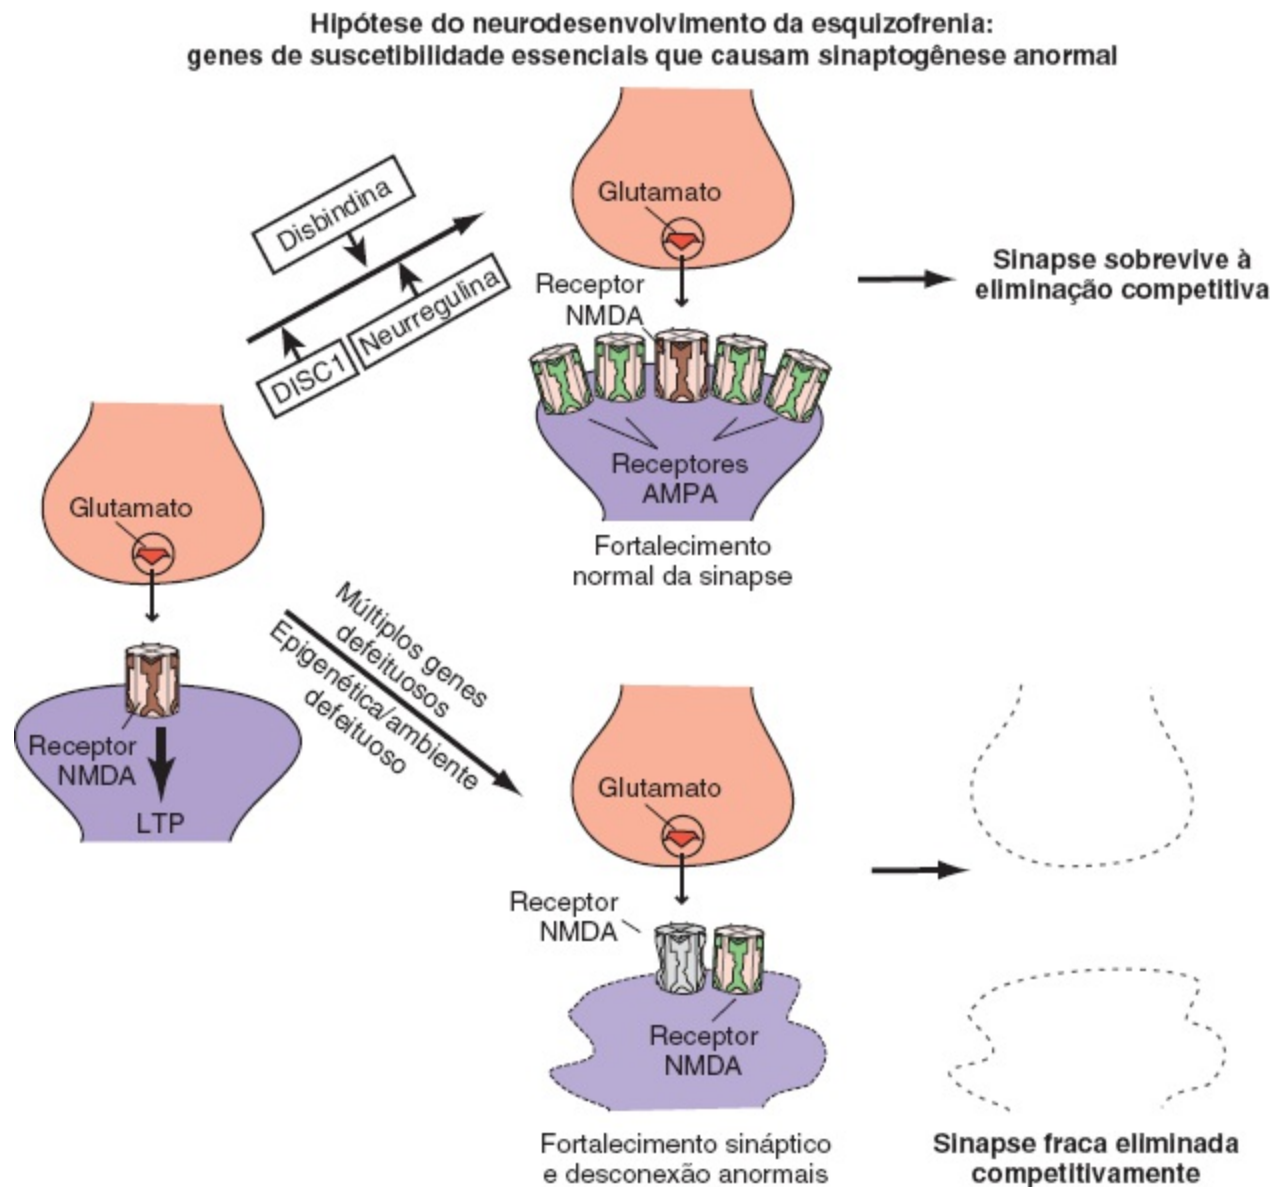 Hipótese do neurodesenvolvimento da esquizofrenia:
genes de suscetibilidade essenciais que causam sinaptogênese anormal
Disbindina
DISC1
Neurregulina
Glutamato
Receptor
NMDA
Receptores
AMPA
Fortalecimento
normal da sinapse
Sinapse sobrevive à
eliminação competitiva
Glutamato
Receptor
NMDA
LTP
Múltiplos genes
defeituosos
Epigenética/ambiente
defeituoso
Glutamato
Receptor
NMDA
Receptor
NMDA
Fortalecimento sináptico
e desconexão anormais
Sinapse fraca eliminada
competitivamente